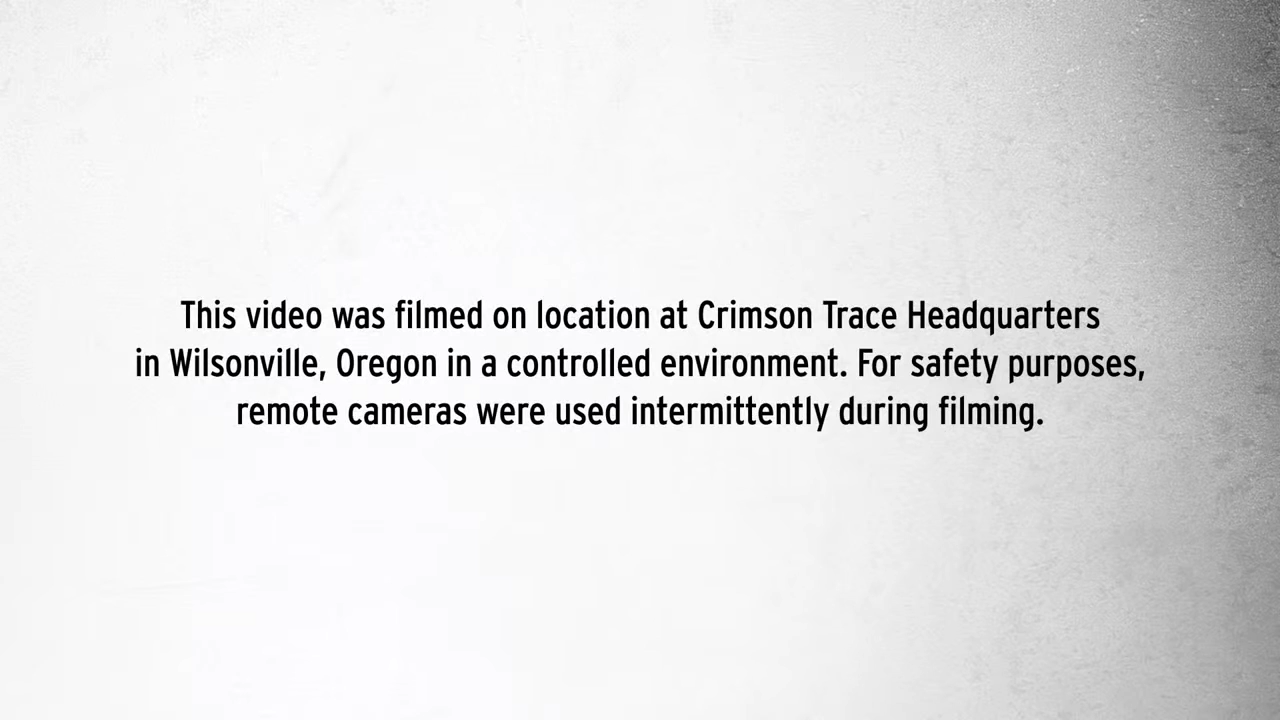 This video was filmed on location at Crimson Trace Headquarters
in Wilsonville, Oregon in a controlled environment. For safety purposes,
remote cameras were used intermittently during filming.